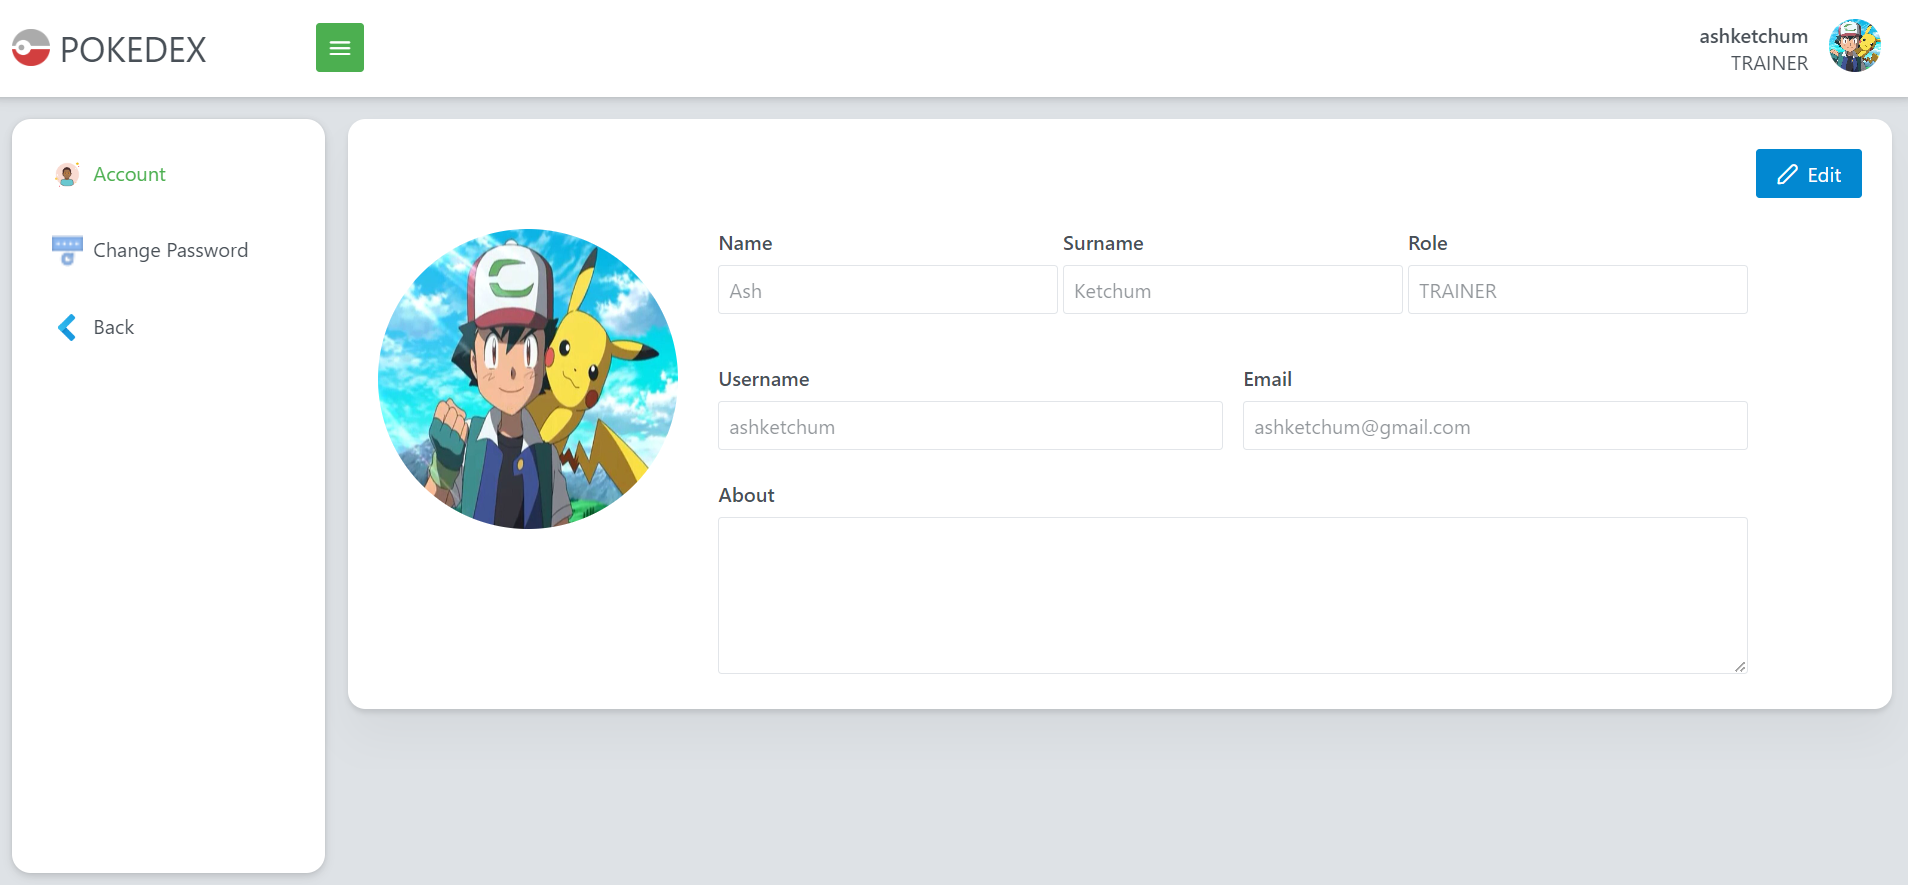 POKEDEX
ashketchum
TRAINER
Account
Change Password
Back
Edit
Name Surname Role
Ash Ketchum TRAINER
Username Email
ashketchum ashketchum@gmail.com
About